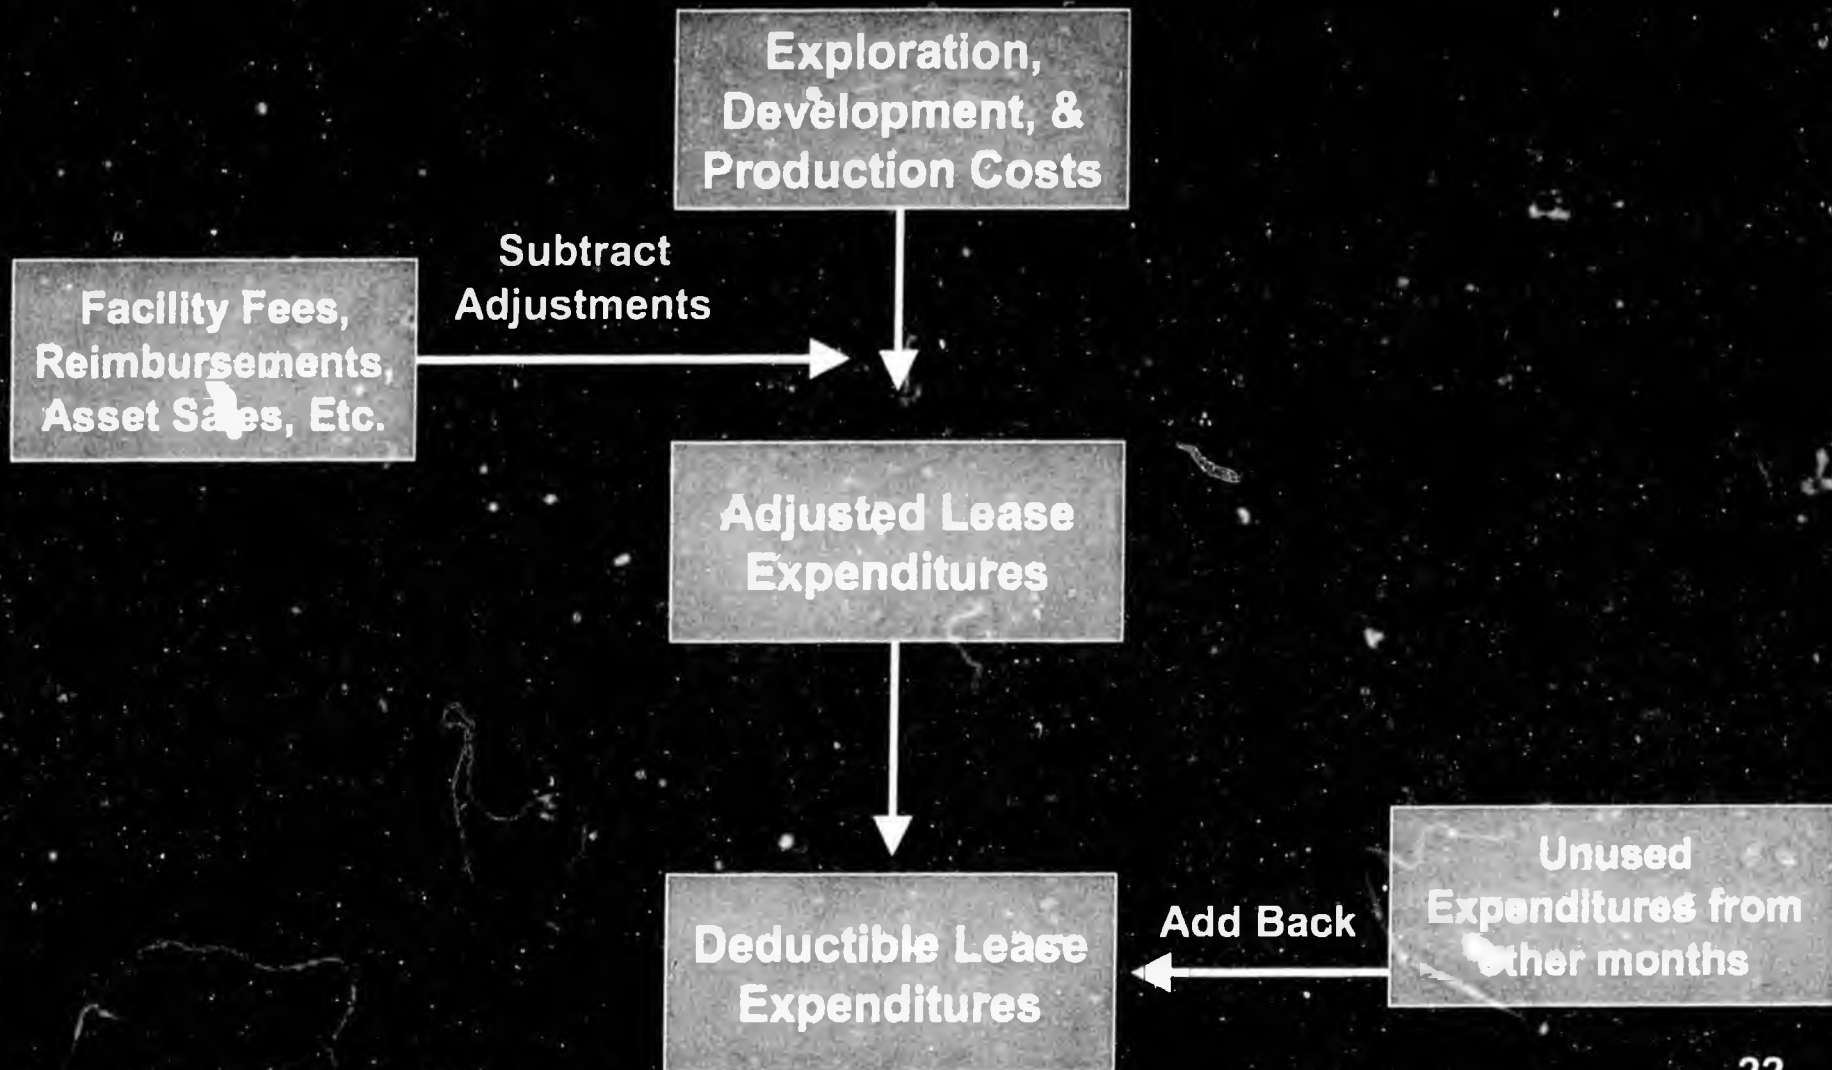 Exploration,
Development, &
Production Costs
Subtract
Adjustments
Facility Fees,
Reimbursements,
Asset Sales, Etc.
Adjusted Lease
Expenditures
Unused
Expenditures from
other months
Add Back
Deductible Lease
Expenditures